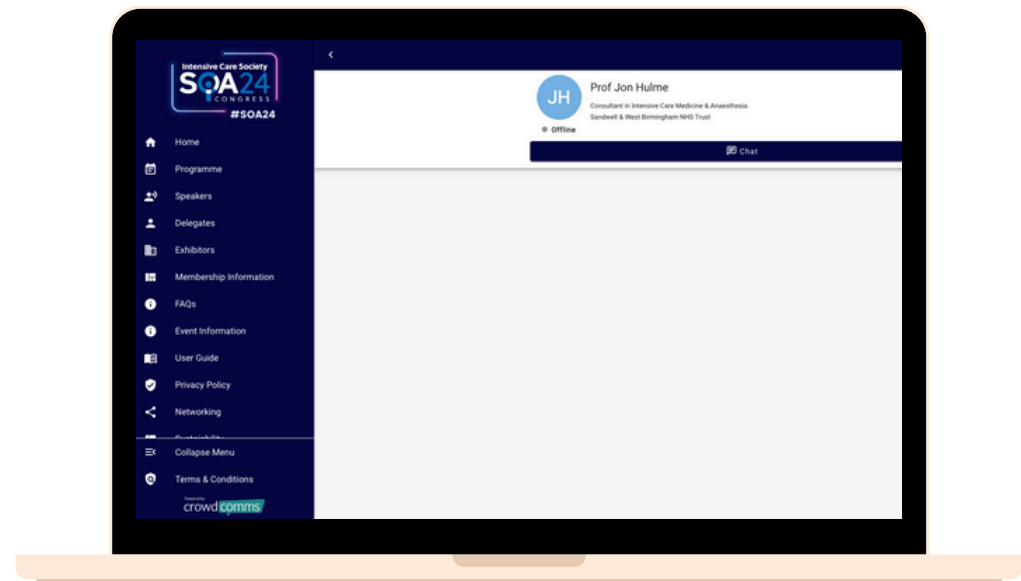 Intensive Care Society
SOA24
CONGRESS
#SOA24
Home
Programme
Speakers
Delegates
Exhibitors
Membership Information
FAQs
Event Information
User Guide
Privacy Policy
Networking
Collapse Menu
Terms & Conditions
Powered by
crowdcomms
JH
Offline
Prof Jon Hulme
Consultant in Intensive Care Medicine & Anaesthesia
Sandwell & West Birmingham NHS Trust
Chat